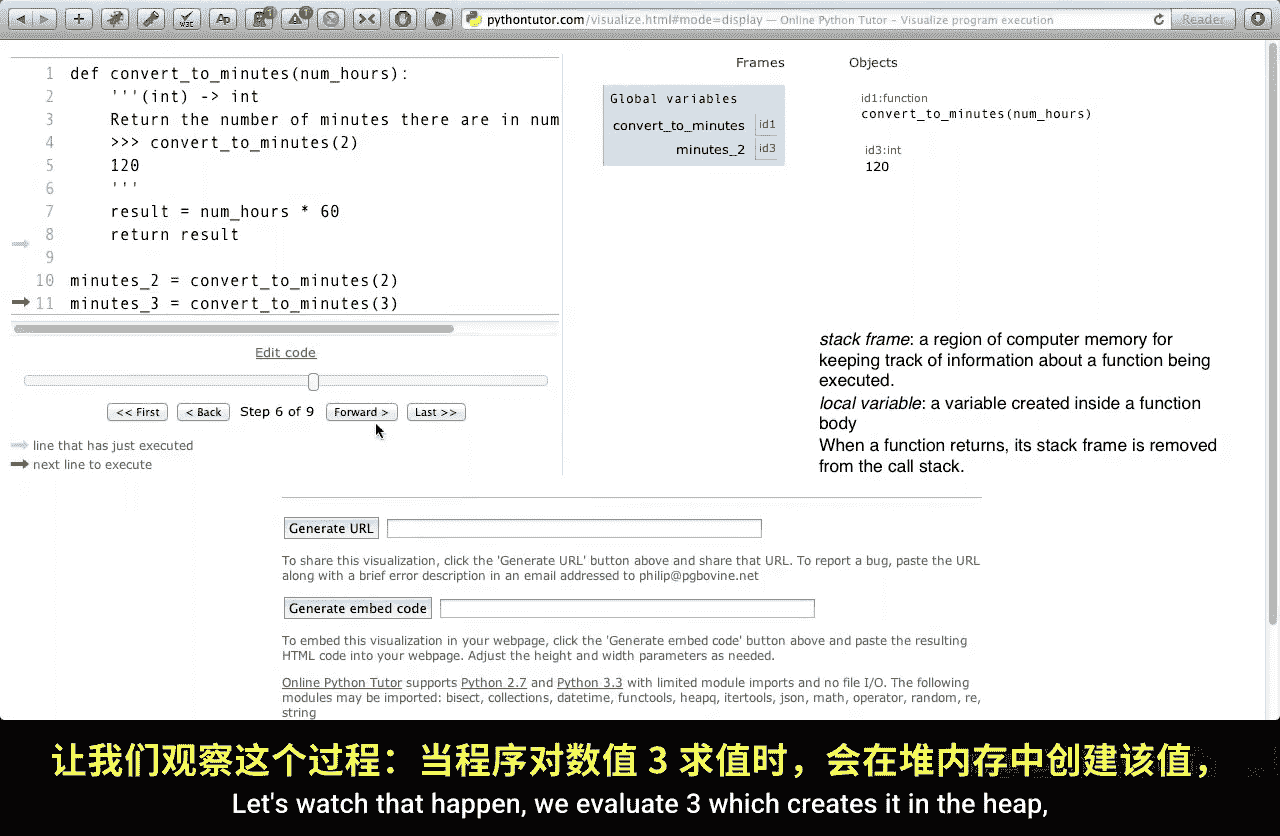 pythontutor.com/visualize.html#mode=display — Online Python Tutor - Visualize program execution
Reader
W3C
Ap
1
1
1 def convert_to_minutes(num_hours):
2 '''(int) -> int
3 Return the number of minutes there are in num
4 >>> convert_to_minutes(2)
5 120
6 '''
7 result = num_hours * 60
8 return result
9
10 minutes_2 = convert_to_minutes(2)
11 minutes_3 = convert_to_minutes(3)
Edit code
<< First
< Back
Step 6 of 9
Forward >
Last >>
line that has just executed
next line to execute
Frames
Objects
Global variables
convert_to_minutes id1
minutes_2 id3
id1:function
convert_to_minutes(num_hours)
id3:int
120
stack frame: a region of computer memory for
keeping track of information about a function being
executed.
local variable: a variable created inside a function
body
When a function returns, its stack frame is removed
from the call stack.
Generate URL
To share this visualization, click the 'Generate URL' button above and share that URL. To report a bug, paste the URL
along with a brief error description in an email addressed to philip@pgbovine.net
Generate embed code
To embed this visualization in your webpage, click the 'Generate embed code' button above and paste the resulting
HTML code into your webpage. Adjust the height and width parameters as needed.
Online Python Tutor supports Python 2.7 and Python 3.3 with limited module imports and no file I/O. The following
modules may be imported: bisect, collections, datetime, functools, heapq, itertools, json, math, operator, random, re,
string
让我们观察这个过程：当程序对数值 3 求值时，会在堆内存中创建该值，
Let's watch that happen, we evaluate 3 which creates it in the heap,